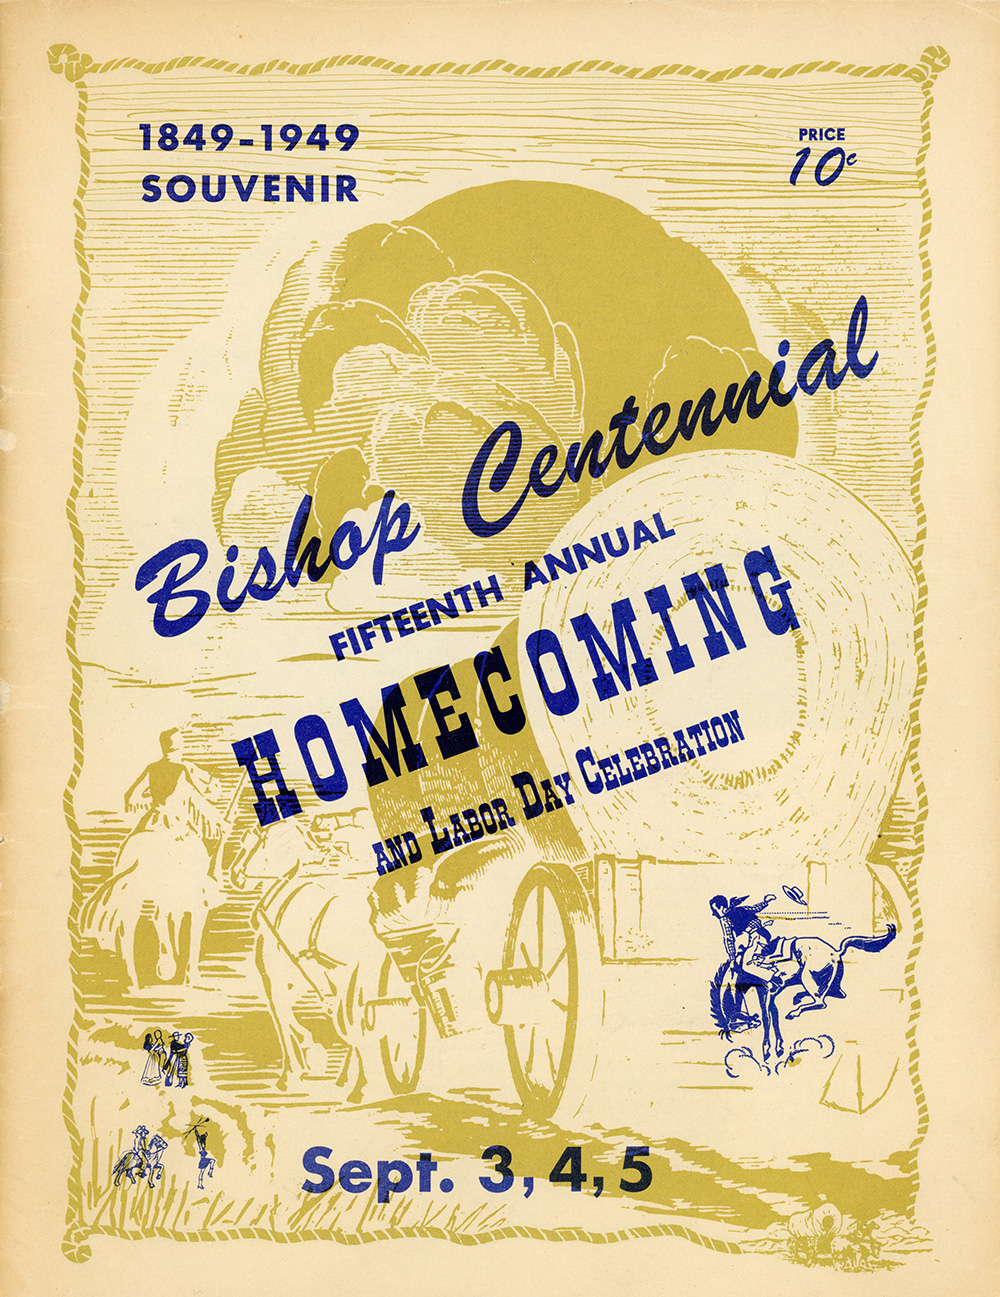 1849-1949
SOUVENIR
PRICE
10c
Bishop Centennial
FIFTEENTH ANNUAL
HOMECOMING
AND LABOR DAY CELEBRATION
Sept. 3, 4, 5